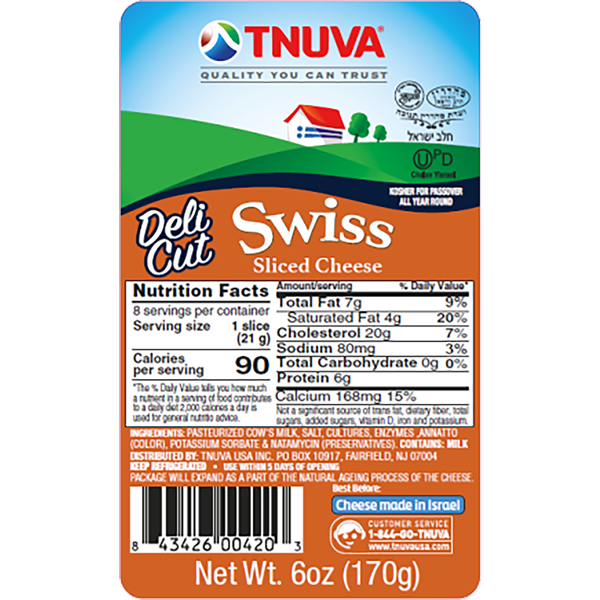 TNUVA®
QUALITY YOU CAN TRUST
חלב ישראל
U PD
Cholov Yisroel
KOSHER FOR PASSOVER
ALL YEAR ROUND
Deli
Cut
Swiss
Sliced Cheese
Nutrition Facts
8 servings per container
Serving size 1 slice
(21 g)
Calories
per serving 90
*The % Daily Value tells you how much
a nutrient in a serving of food contributes
to a daily diet 2,000 calories a day is
used for general nutritio advice.
Amount/serving % Daily Value*
Total Fat 7g 9%
Saturated Fat 4g 20%
Cholesterol 20g 7%
Sodium 80mg 3%
Total Carbohydrate 0g 0%
Protein 6g
Calcium 168mg 15%
Not a significant source of trans fat, dietary fiber, total
sugars, added sugars, vitamin D, iron and potassium.
INGREDIENTS: PASTEURIZED COW'S MILK, SALT, CULTURES, ENZYMES ,ANNATTO
(COLOR), POTASSIUM SORBATE & NATAMYCIN (PRESERVATIVES). CONTAINS: MILK
DISTRIBUTED BY: TNUVA USA INC. PO BOX 10917, FAIRFIELD, NJ 07004
KEEP REFRIGERATED • USE WITHIN 5 DAYS OF OPENING
PACKAGE WILL EXPAND AS A PART OF THE NATURAL AGEING PROCESS OF THE CHEESE.
Best Before:
Cheese made in Israel
CUSTOMER SERVICE
1-844-GO-TNUVA
www.tnuvausa.com
8 43426 00420 3
Net Wt. 6oz (170g)